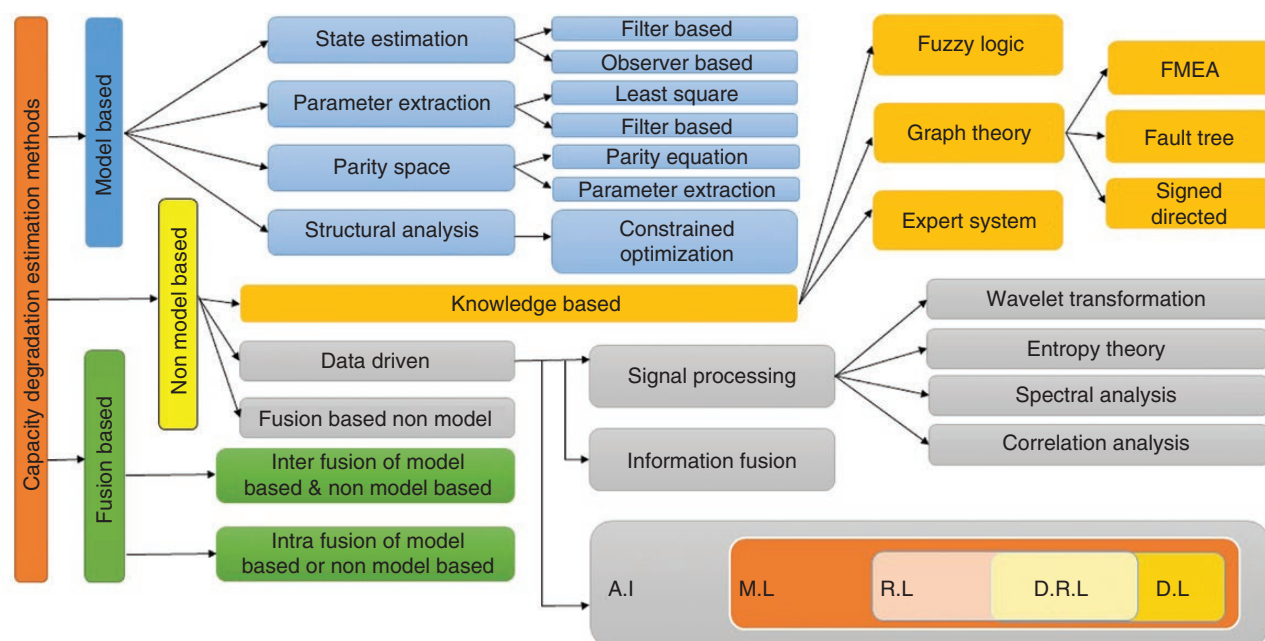 Capacity degradation estimation methods
Model based
State estimation
Filter based
Observer based
Parameter extraction
Least square
Filter based
Parity space
Parity equation
Parameter extraction
Structural analysis
Constrained
optimization
Non model based
Knowledge based
Fuzzy logic
Graph theory
Expert system
FMEA
Fault tree
Signed
directed
Data driven
Fusion based non model
Signal processing
Information fusion
Wavelet transformation
Entropy theory
Spectral analysis
Correlation analysis
Fusion based
Inter fusion of model
based & non model based
Intra fusion of model
based or non model based
A.I
M.L
R.L
D.R.L
D.L